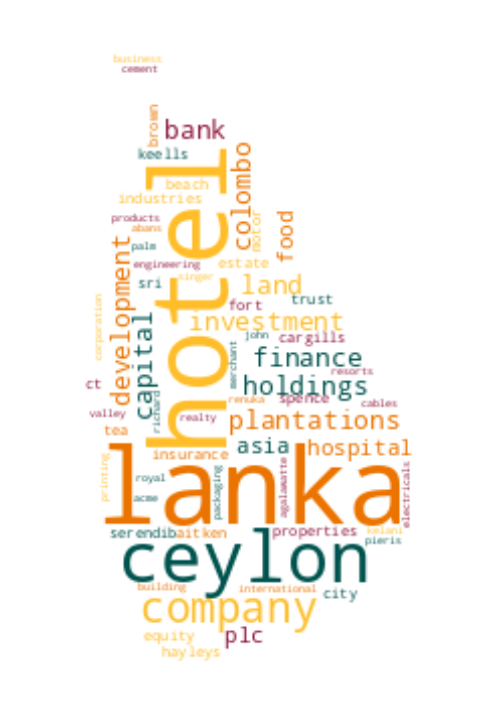 business
cement
brown
bank
keells
hotel
colombo
beach
industries
products
abans
motor
food
palm
development
engineering
estate
singer
sri
land
corporation
capital
fort
trust
investment
john
cargills
merchant
finance
resorts
ct
holdings
renuka
spence
cables
valley
richard
realty
plantations
tea
asia
hospital
insurance
lanka
printing
royal
packaging
agalawatte
electricals
acme
serendib
aitken
properties
kelani
pieris
ceylon
building
international
city
company
equity
plc
hayleys